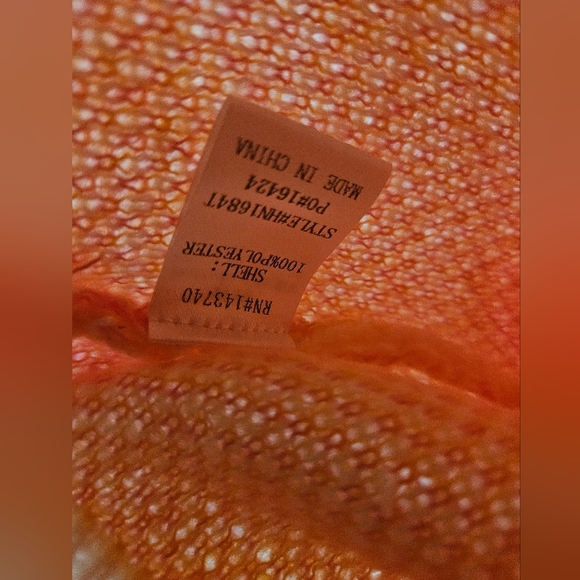 RN#143740
SHELL:
100%POLYESTER
STYLE#HN1684T
PO#16424
MADE IN CHINA